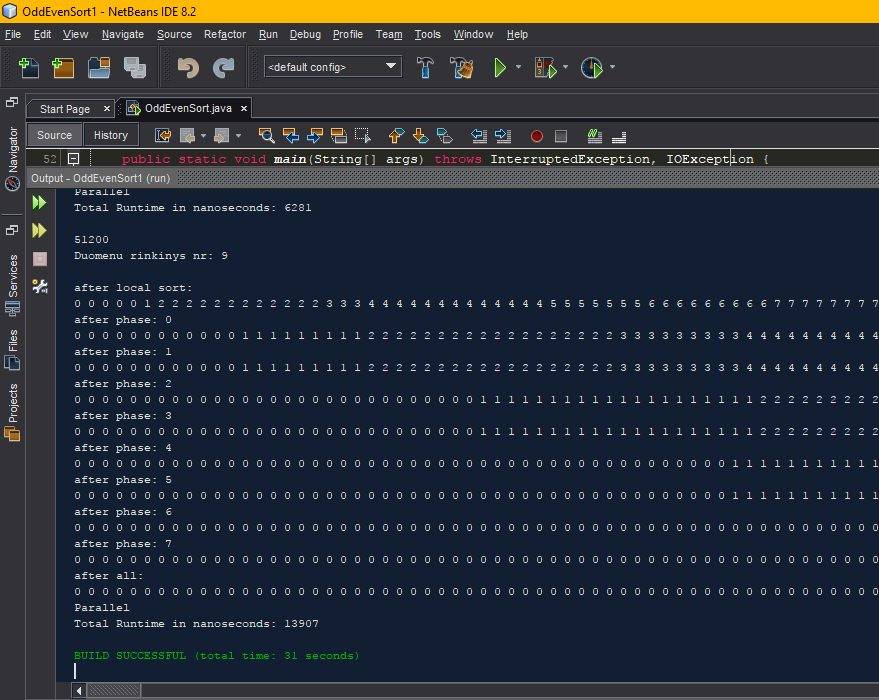 OddEvenSort1 - NetBeans IDE 8.2
File Edit View Navigate Source Refactor Run Debug Profile Team Tools Window Help
<default config>
Start Page × OddEvenSort.java ×
Source History
52 public static void main(String[] args) throws InterruptedException, IOException {
Output - OddEvenSort1 (run)
Navigator
Services
Files
Projects
Parallel
Total Runtime in nanoseconds: 6281
51200
Duomenu rinkinys nr: 9
after local sort:
0 0 0 0 0 1 2 2 2 2 2 2 2 2 2 2 2 2 3 3 3 4 4 4 4 4 4 4 4 4 4 4 4 4 5 5 5 5 5 5 5 6 6 6 6 6 6 6 6 6 7 7 7 7 7 7 7 7
after phase: 0
0 0 0 0 0 0 0 0 0 0 0 0 1 1 1 1 1 1 1 1 1 2 2 2 2 2 2 2 2 2 2 2 2 2 2 2 2 2 2 3 3 3 3 3 3 3 3 3 4 4 4 4 4 4 4 4 4 4
after phase: 1
0 0 0 0 0 0 0 0 0 0 0 0 1 1 1 1 1 1 1 1 1 2 2 2 2 2 2 2 2 2 2 2 2 2 2 2 2 2 2 3 3 3 3 3 3 3 3 3 4 4 4 4 4 4 4 4 4 4
after phase: 2
0 0 0 0 0 0 0 0 0 0 0 0 0 0 0 0 0 0 0 0 0 0 0 0 0 0 0 0 0 1 1 1 1 1 1 1 1 1 1 1 1 1 1 1 1 1 1 1 1 2 2 2 2 2 2 2 2 2
after phase: 3
0 0 0 0 0 0 0 0 0 0 0 0 0 0 0 0 0 0 0 0 0 0 0 0 0 0 0 0 0 1 1 1 1 1 1 1 1 1 1 1 1 1 1 1 1 1 1 1 1 2 2 2 2 2 2 2 2 2
after phase: 4
0 0 0 0 0 0 0 0 0 0 0 0 0 0 0 0 0 0 0 0 0 0 0 0 0 0 0 0 0 0 0 0 0 0 0 0 0 0 0 0 0 0 0 0 0 0 0 1 1 1 1 1 1 1 1 1 1 1
after phase: 5
0 0 0 0 0 0 0 0 0 0 0 0 0 0 0 0 0 0 0 0 0 0 0 0 0 0 0 0 0 0 0 0 0 0 0 0 0 0 0 0 0 0 0 0 0 0 0 1 1 1 1 1 1 1 1 1 1 1
after phase: 6
0 0 0 0 0 0 0 0 0 0 0 0 0 0 0 0 0 0 0 0 0 0 0 0 0 0 0 0 0 0 0 0 0 0 0 0 0 0 0 0 0 0 0 0 0 0 0 0 0 0 0 0 0 0 0 0 0 0
after phase: 7
0 0 0 0 0 0 0 0 0 0 0 0 0 0 0 0 0 0 0 0 0 0 0 0 0 0 0 0 0 0 0 0 0 0 0 0 0 0 0 0 0 0 0 0 0 0 0 0 0 0 0 0 0 0 0 0 0 0
after all:
0 0 0 0 0 0 0 0 0 0 0 0 0 0 0 0 0 0 0 0 0 0 0 0 0 0 0 0 0 0 0 0 0 0 0 0 0 0 0 0 0 0 0 0 0 0 0 0 0 0 0 0 0 0 0 0 0 0
Parallel
Total Runtime in nanoseconds: 13907
BUILD SUCCESSFUL (total time: 31 seconds)